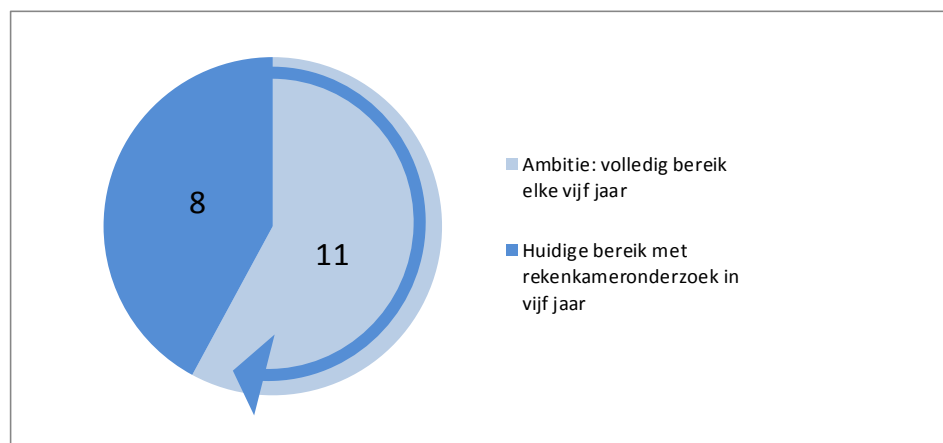 8
11
Ambitie: volledig bereik
elke vijf jaar
Huidige bereik met
rekenkameronderzoek in
vijf jaar